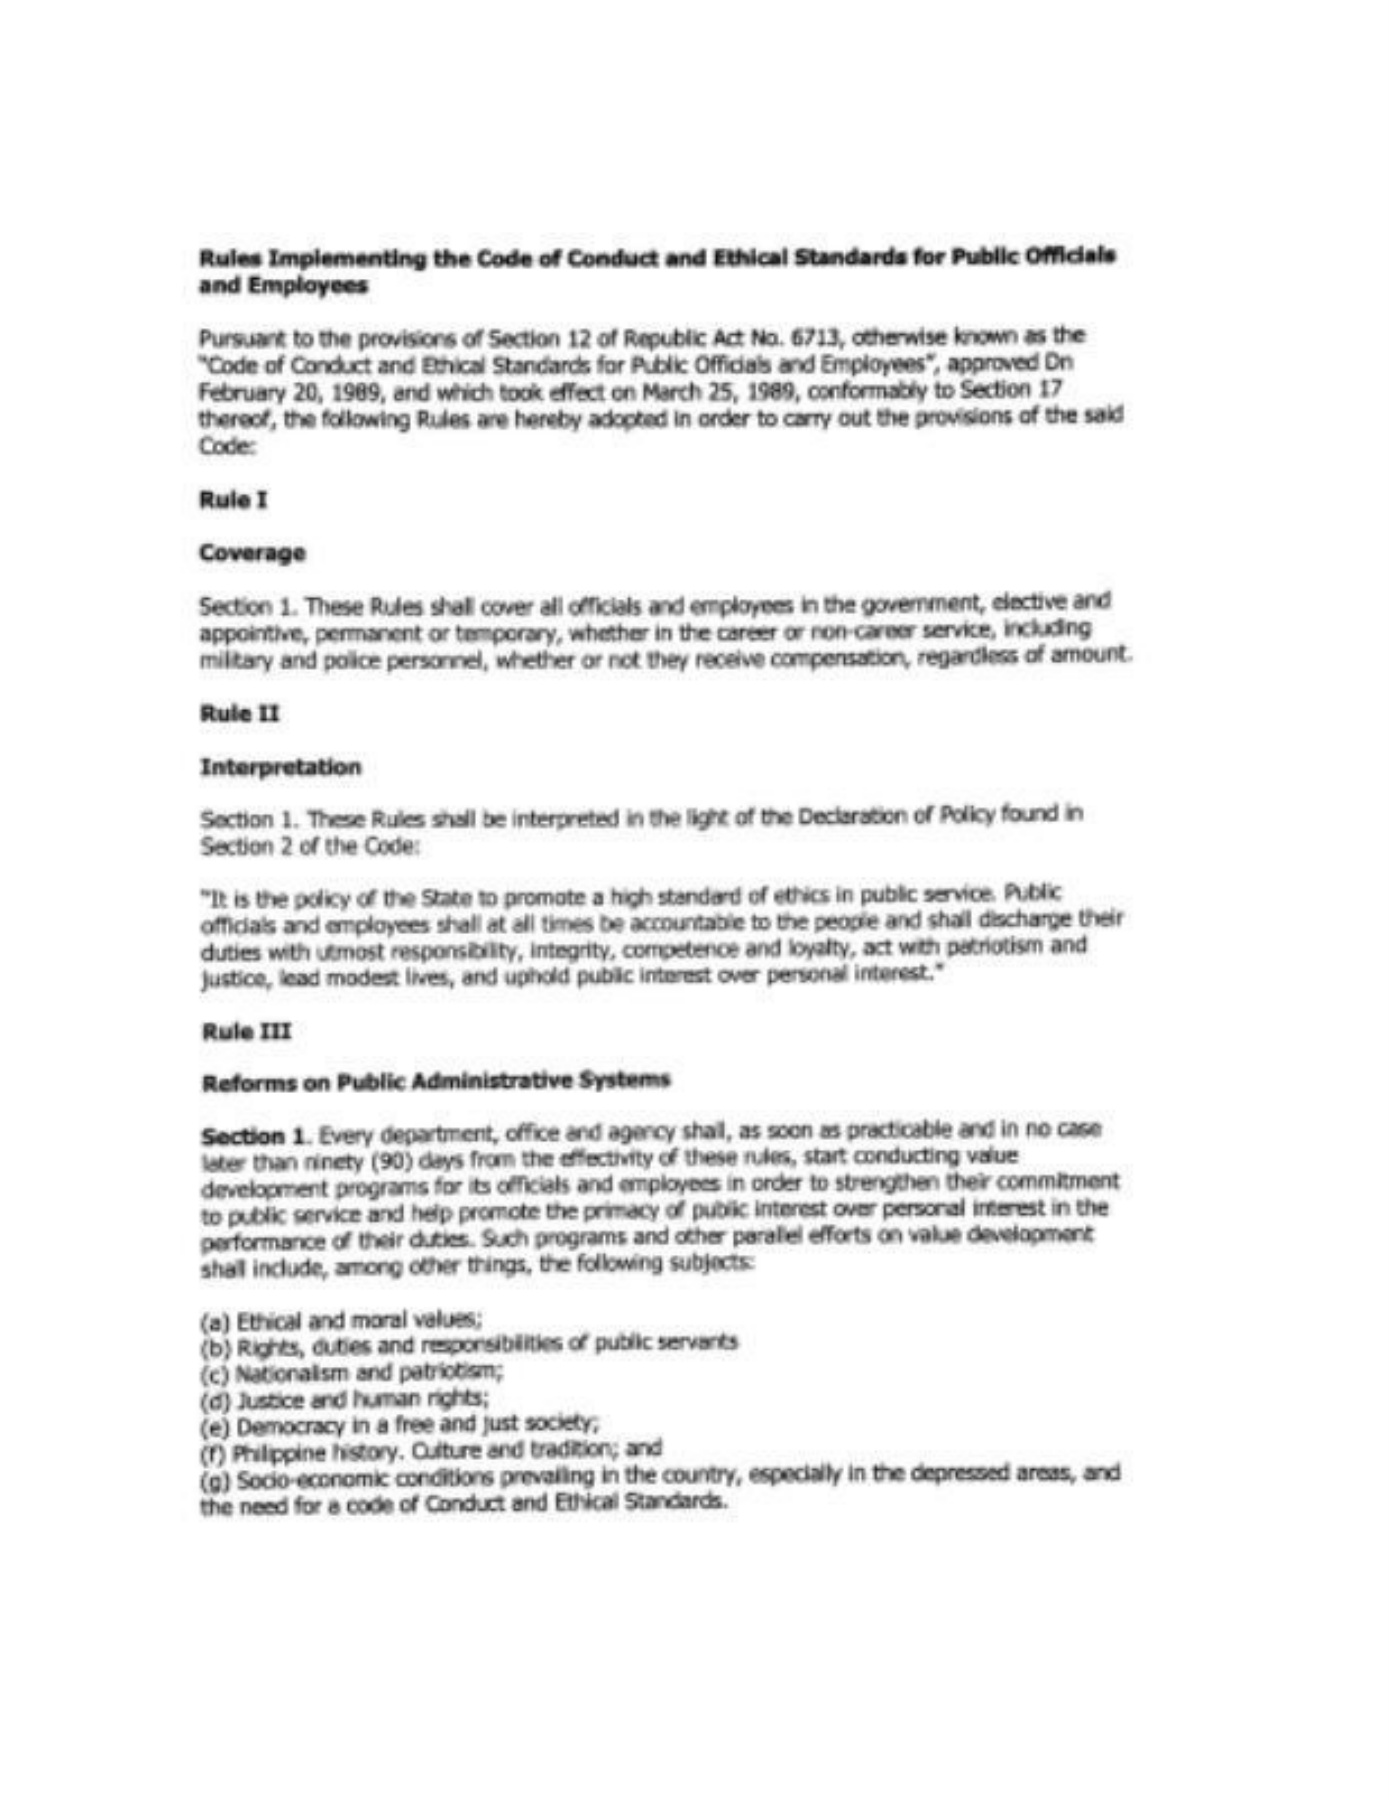 Rules Implementing the Code of Conduct and Ethical Standards for Public Officials
and Employees
Pursuant to the provisions of Section 12 of Republic Act No. 6713, otherwise known as the
"Code of Conduct and Ethical Standards for Public Officials and Employees", approved Dn
February 20, 1989, and which took effect on March 25, 1989, conformably to Section 17
thereof, the following Rules are hereby adopted in order to carry out the provisions of the said
Code:
Rule I
Coverage
Section 1. These Rules shall cover all officials and employees in the government, elective and
appointive, permanent or temporary, whether in the career or non-career service, including
military and police personnel, whether or not they receive compensation, regardless of amount.
Rule II
Interpretation
Section 1. These Rules shall be interpreted in the light of the Declaration of Policy found in
Section 2 of the Code:
"It is the policy of the State to promote a high standard of ethics in public service. Public
officials and employees shall at all times be accountable to the people and shall discharge their
duties with utmost responsibility, integrity, competence and loyalty, act with patriotism and
justice, lead modest lives, and uphold public interest over personal interest."
Rule III
Reforms on Public Administrative Systems
Section 1. Every department, office and agency shall, as soon as practicable and in no case
later than ninety (90) days from the effectivity of these rules, start conducting value
development programs for its officials and employees in order to strengthen their commitment
to public service and help promote the primacy of public interest over personal interest in the
performance of their duties. Such programs and other parallel efforts on value development
shall include, among other things, the following subjects:
(a) Ethical and moral values;
(b) Rights, duties and responsibilities of public servants
(c) Nationalism and patriotism;
(d) Justice and human rights;
(e) Democracy in a free and just society;
(f) Philippine history. Culture and tradition; and
(g) Socio-economic conditions prevailing in the country, especially in the depressed areas, and
the need for a code of Conduct and Ethical Standards.